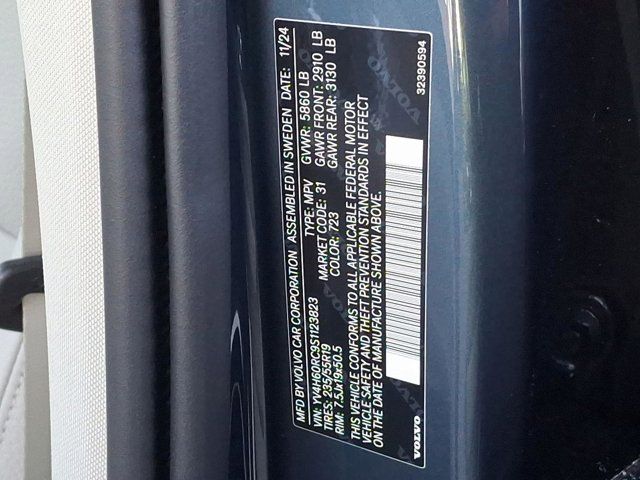 MFD BY VOLVO CAR CORPORATION ASSEMBLED IN SWEDEN DATE: 11/24
VIN: YV4H60RC9S1123823 TYPE: MPV GVWR: 5860 LB
TIRES: 235/55R19 MARKET CODE: 31 GAWR FRONT: 2910 LB
RIM: 7.5Jx19x50.5 COLOR: 723 GAWR REAR: 3130 LB
THIS VEHICLE CONFORMS TO ALL APPLICABLE FEDERAL MOTOR
VEHICLE SAFETY AND THEFT PREVENTION STANDARDS IN EFFECT
ON THE DATE OF MANUFACTURE SHOWN ABOVE.
VOLVO 32390594